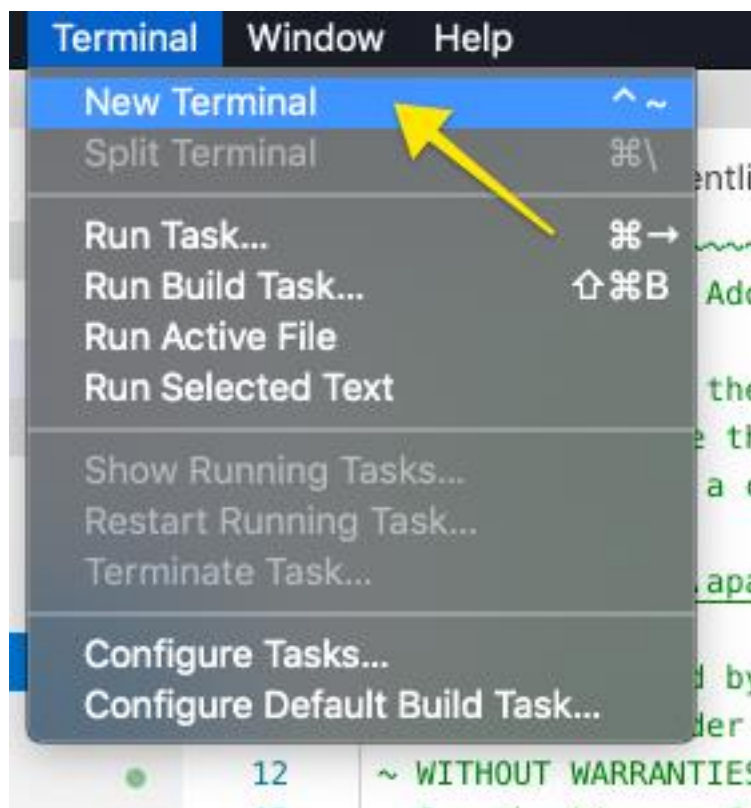 Terminal Window Help
New Terminal ^~
Split Terminal ⌘\
Run Task... ⌘→
Run Build Task... ⇧⌘B
Run Active File
Run Selected Text
Show Running Tasks...
Restart Running Task...
Terminate Task...
Configure Tasks...
Configure Default Build Task...
12 ~ WITHOUT WARRANTIES